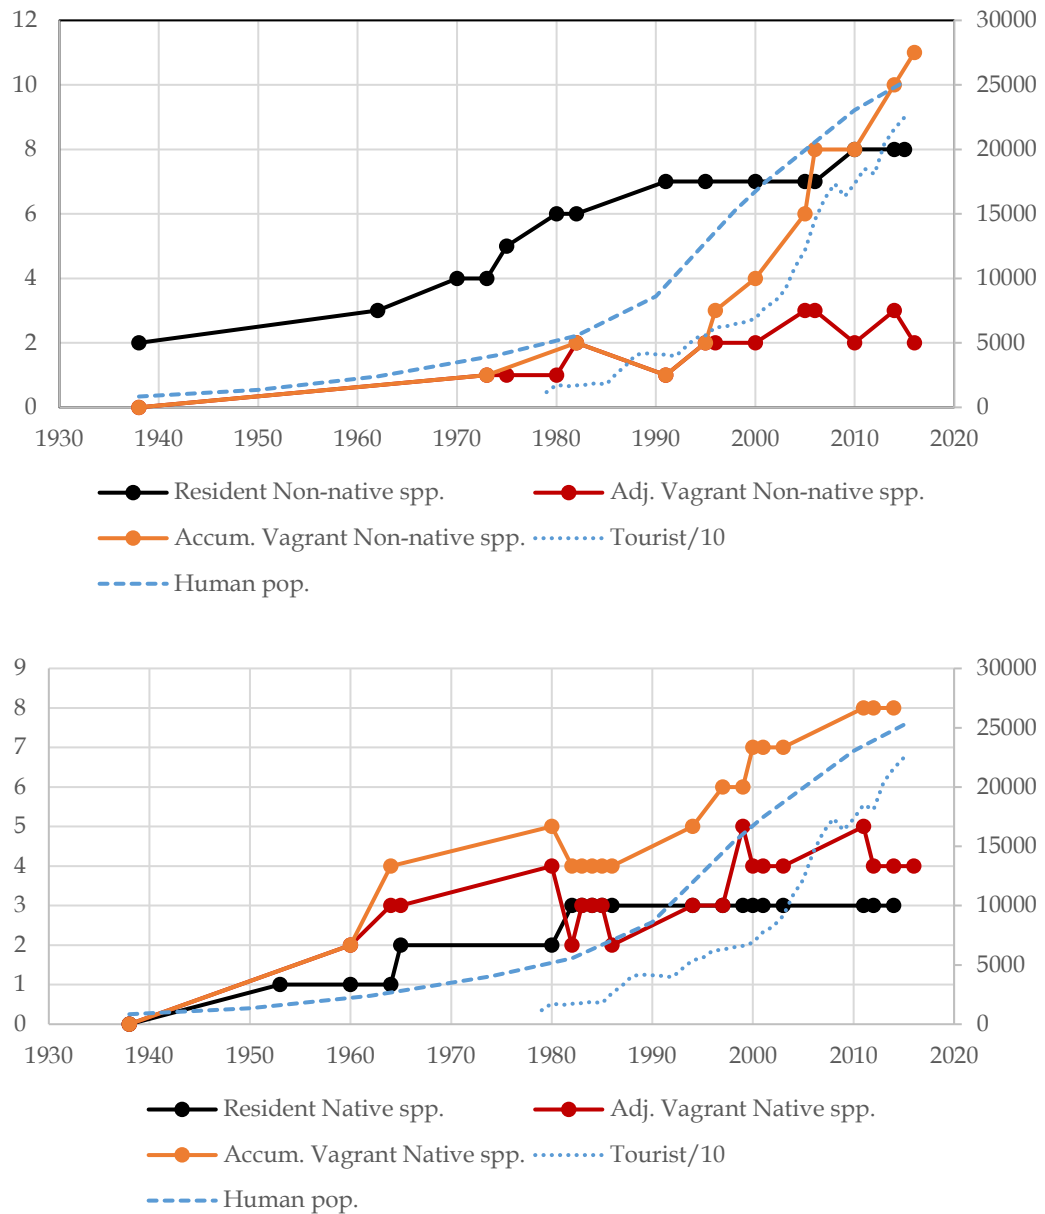 12 30000
10 25000
8 20000
6 15000
4 10000
2 5000
0 0
1930 1940 1950 1960 1970 1980 1990 2000 2010 2020
Resident Non-native spp. Adj. Vagrant Non-native spp.
Accum. Vagrant Non-native spp. Tourist/10
Human pop.
9 30000
8 25000
7
6 20000
5 15000
4
3 10000
2 5000
1
0 0
1930 1940 1950 1960 1970 1980 1990 2000 2010 2020
Resident Native spp. Adj. Vagrant Native spp.
Accum. Vagrant Native spp. Tourist/10
Human pop.